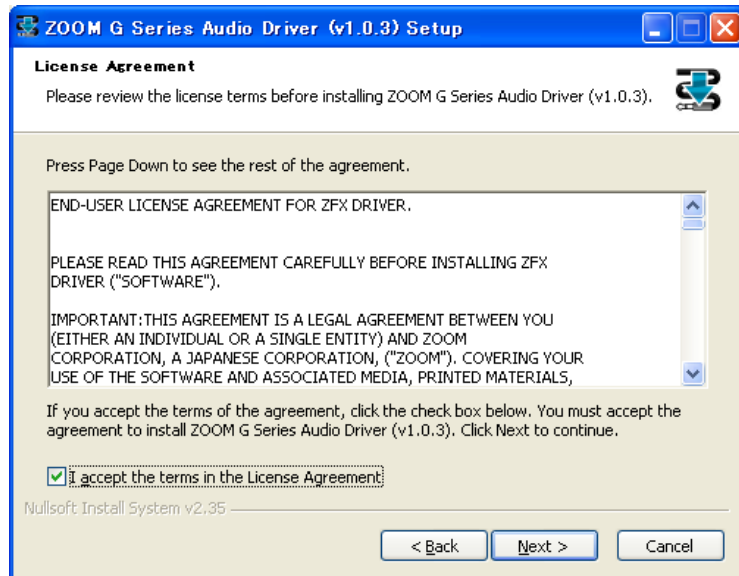 ZOOM G Series Audio Driver (v1.0.3) Setup
License Agreement
Please review the license terms before installing ZOOM G Series Audio Driver (v1.0.3).
Press Page Down to see the rest of the agreement.
END-USER LICENSE AGREEMENT FOR ZFX DRIVER.
PLEASE READ THIS AGREEMENT CAREFULLY BEFORE INSTALLING ZFX
DRIVER ("SOFTWARE").
IMPORTANT:THIS AGREEMENT IS A LEGAL AGREEMENT BETWEEN YOU
(EITHER AN INDIVIDUAL OR A SINGLE ENTITY) AND ZOOM
CORPORATION, A JAPANESE CORPORATION, ("ZOOM"). COVERING YOUR
USE OF THE SOFTWARE AND ASSOCIATED MEDIA, PRINTED MATERIALS,
If you accept the terms of the agreement, click the check box below. You must accept the
agreement to install ZOOM G Series Audio Driver (v1.0.3). Click Next to continue.
I accept the terms in the License Agreement
Nullsoft Install System v2.35
< Back Next > Cancel